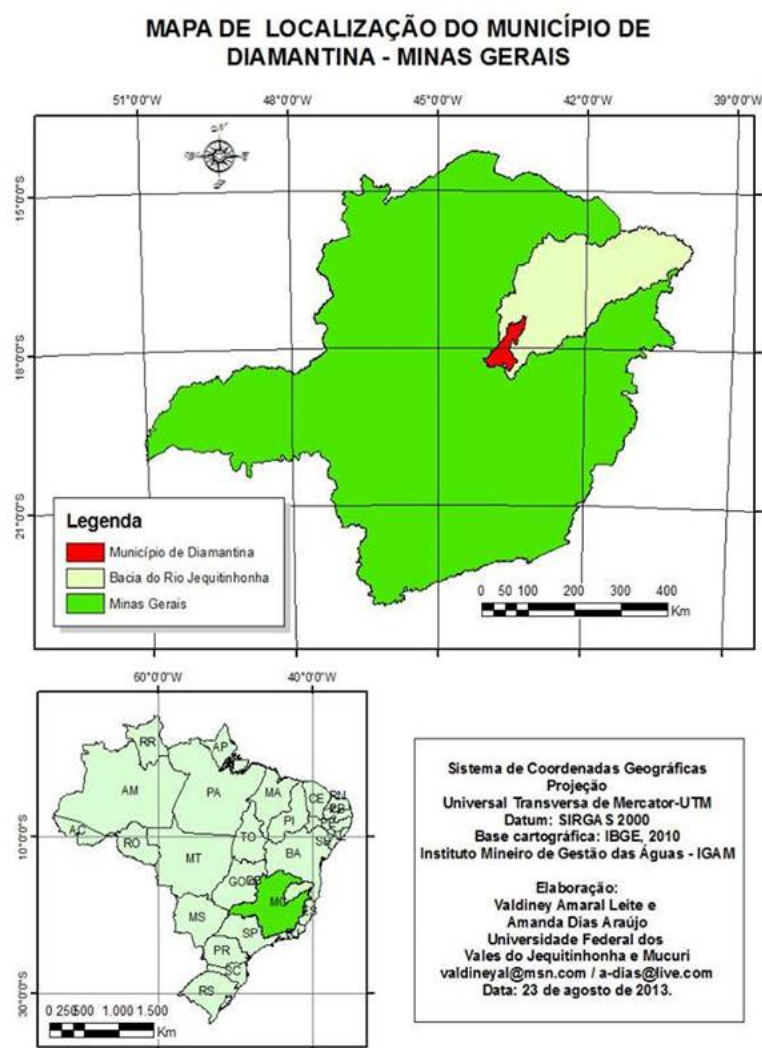 MAPA DE LOCALIZAÇÃO DO MUNICÍPIO DE
DIAMANTINA - MINAS GERAIS
51°0'0"W 48°0'0"W 45°0'0"W 42°0'0"W 39°0'0"W
15°0'0"S
18°0'0"S
21°0'0"S
Legenda
Município de Diamantina
Bacia do Rio Jequitinhonha
Minas Gerais
0 50 100 200 300 400
Km
60°0'0"W 40°0'0"W
10°0'0"S
30°0'0"S
RR
AP
AM
PA
MA
CE
RN
PB
PI
AC
RO
TO
SE
MT
BA
GO
DF
MG
ES
MS
SP
PR
SC
RS
0 250 500 1.000 1.500
Km
Sistema de Coordenadas Geográficas
Projeção
Universal Transversa de Mercator-UTM
Datum: SIRGAS 2000
Base cartográfica: IBGE, 2010
Instituto Mineiro de Gestão das Águas - IGAM
Elaboração:
Valdiney Amaral Leite e
Amanda Dias Araújo
Universidade Federal dos
Vales do Jequitinhonha e Mucuri
valdineyal@msn.com / a-dias@live.com
Data: 23 de agosto de 2013.